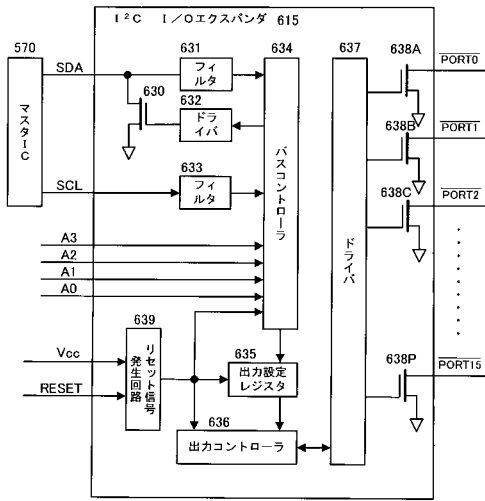 I²C I/Oエクスパンダ 615
570
マスタIC
SDA
SCL
631
フィルタ
630
632
ドライバ
633
フィルタ
634
バスコントローラ
637
ドライバ
638A
PORT0
638B
PORT1
638C
PORT2
638P
PORT15
A3
A2
A1
A0
Vcc
RESET
639
リセット信号
発生回路
635
出力設定
レジスタ
636
出力コントローラ